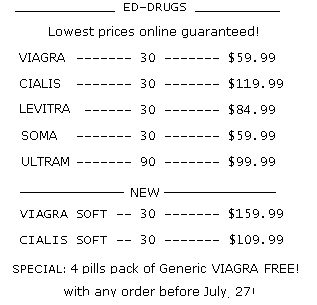 ED-DRUGS
Lowest prices online guaranteed!
VIAGRA ------- 30 ------- $59.99
CIALIS ------- 30 ------- $119.99
LEVITRA ------- 30 ------- $84.99
SOMA ------- 30 ------- $59.99
ULTRAM ------- 90 ------- $99.99
NEW
VIAGRA SOFT -- 30 ------- $159.99
CIALIS SOFT -- 30 ------- $109.99
SPECIAL: 4 pills pack of Generic VIAGRA FREE!
with any order before July, 27!